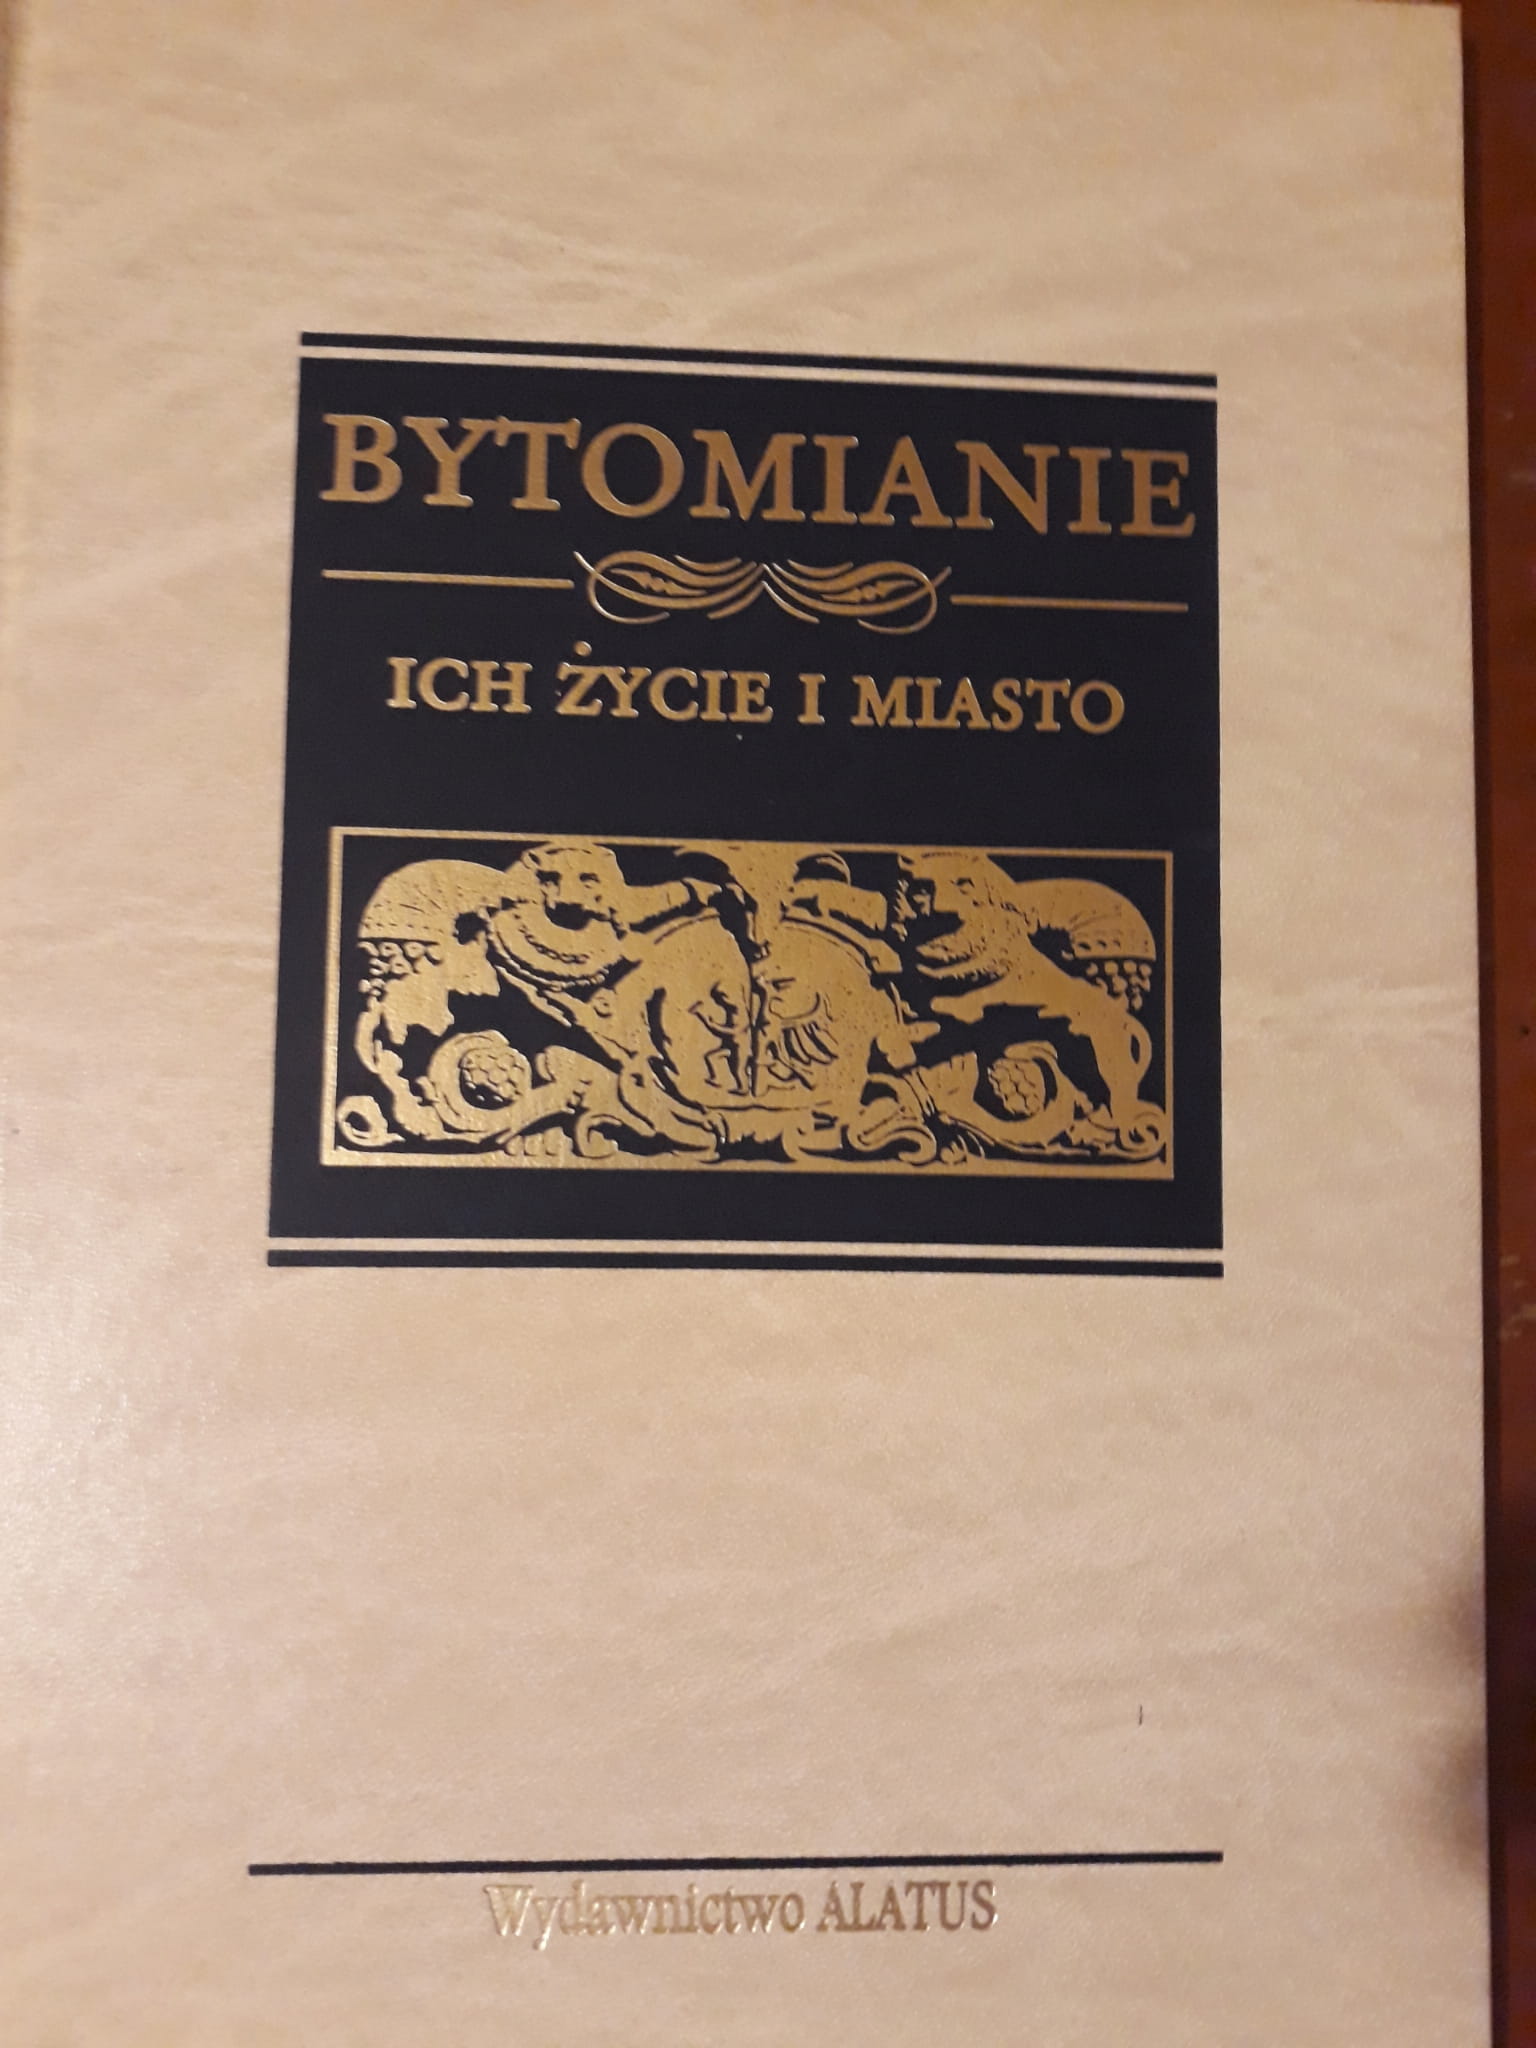 BYTOMIANIE
ICH ŻYCIE I MIASTO
Wydawnictwo ALATUS